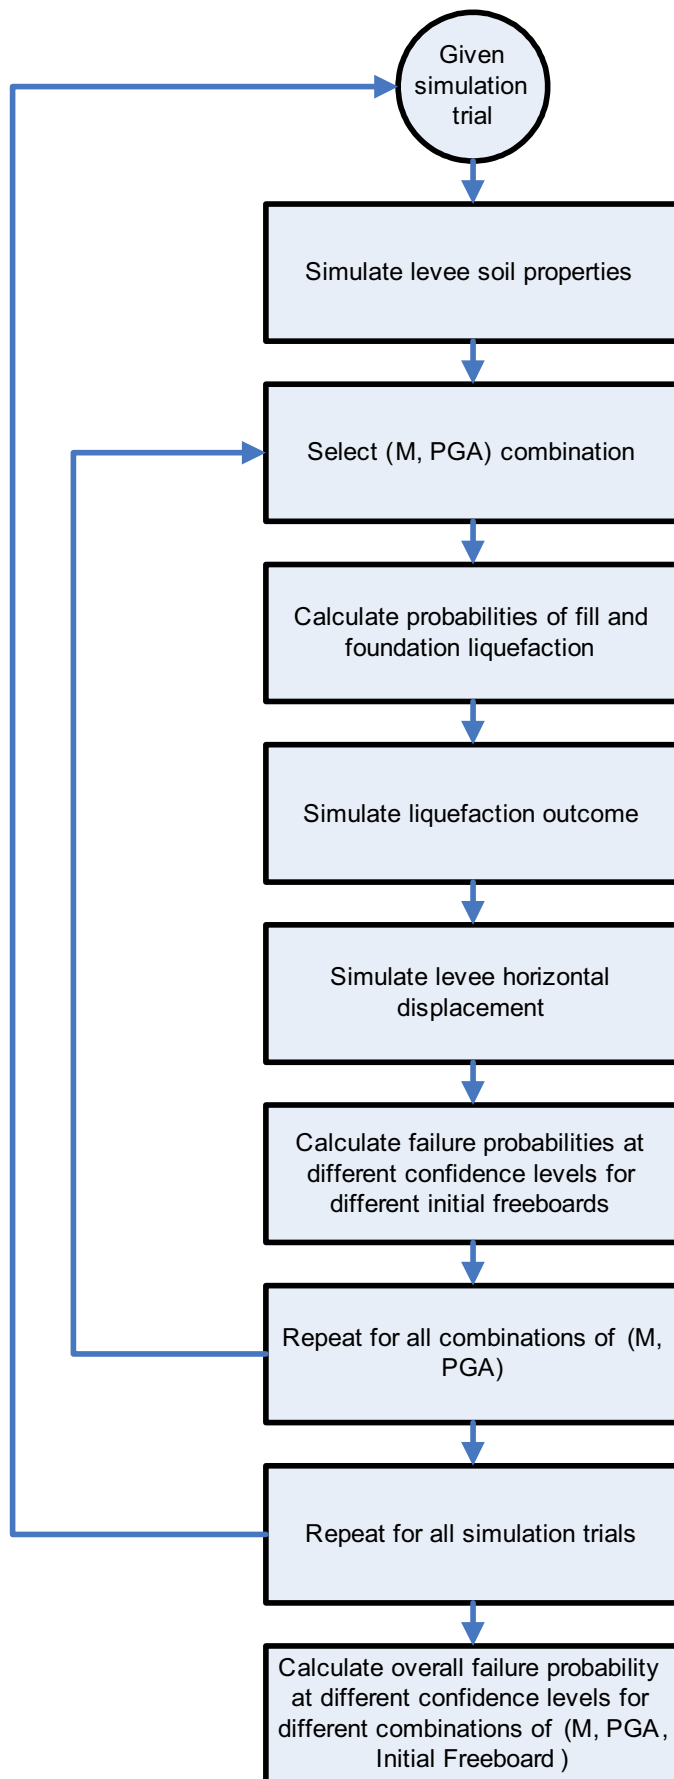 Given
simulation
trial
Simulate levee soil properties
Select (M, PGA) combination
Calculate probabilities of fill and
foundation liquefaction
Simulate liquefaction outcome
Simulate levee horizontal
displacement
Calculate failure probabilities at
different confidence levels for
different initial freeboards
Repeat for all combinations of (M,
PGA)
Repeat for all simulation trials
Calculate overall failure probability
at different confidence levels for
different combinations of (M, PGA,
Initial Freeboard )